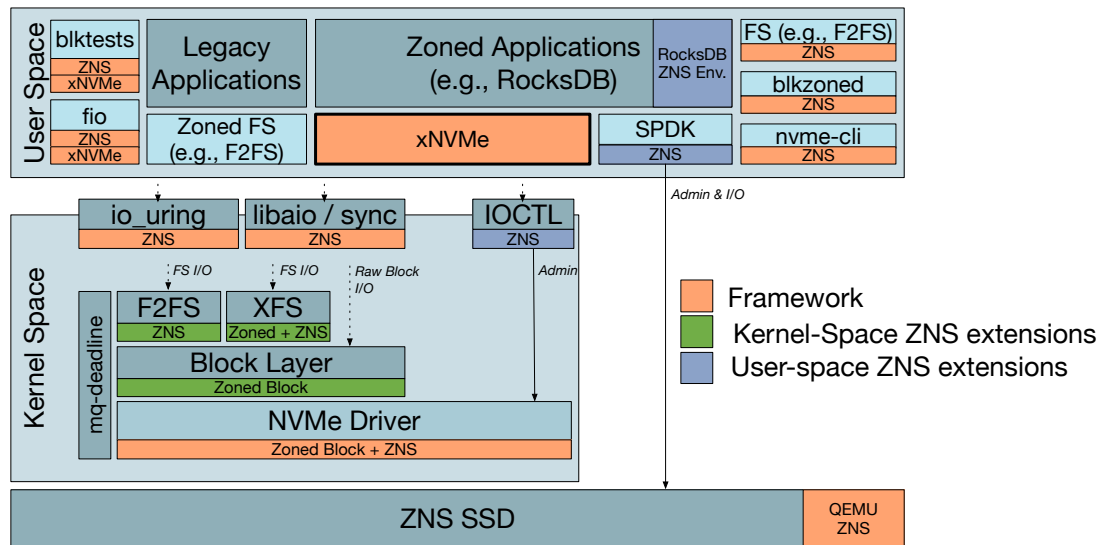 User Space
blktests
ZNS
xNVMe
fio
ZNS
xNVMe
Legacy
Applications
Zoned FS
(e.g., F2FS)
Zoned Applications
(e.g., RocksDB)
RocksDB
ZNS Env.
xNVMe
SPDK
ZNS
FS (e.g., F2FS)
ZNS
blkzoned
ZNS
nvme-cli
ZNS
Admin & I/O
Kernel Space
io_uring
ZNS
libaio / sync
ZNS
IOCTL
ZNS
FS I/O
FS I/O
Raw Block
I/O
Admin
mq-deadline
F2FS
ZNS
XFS
Zoned + ZNS
Block Layer
Zoned Block
NVMe Driver
Zoned Block + ZNS
Framework
Kernel-Space ZNS extensions
User-space ZNS extensions
ZNS SSD
QEMU
ZNS